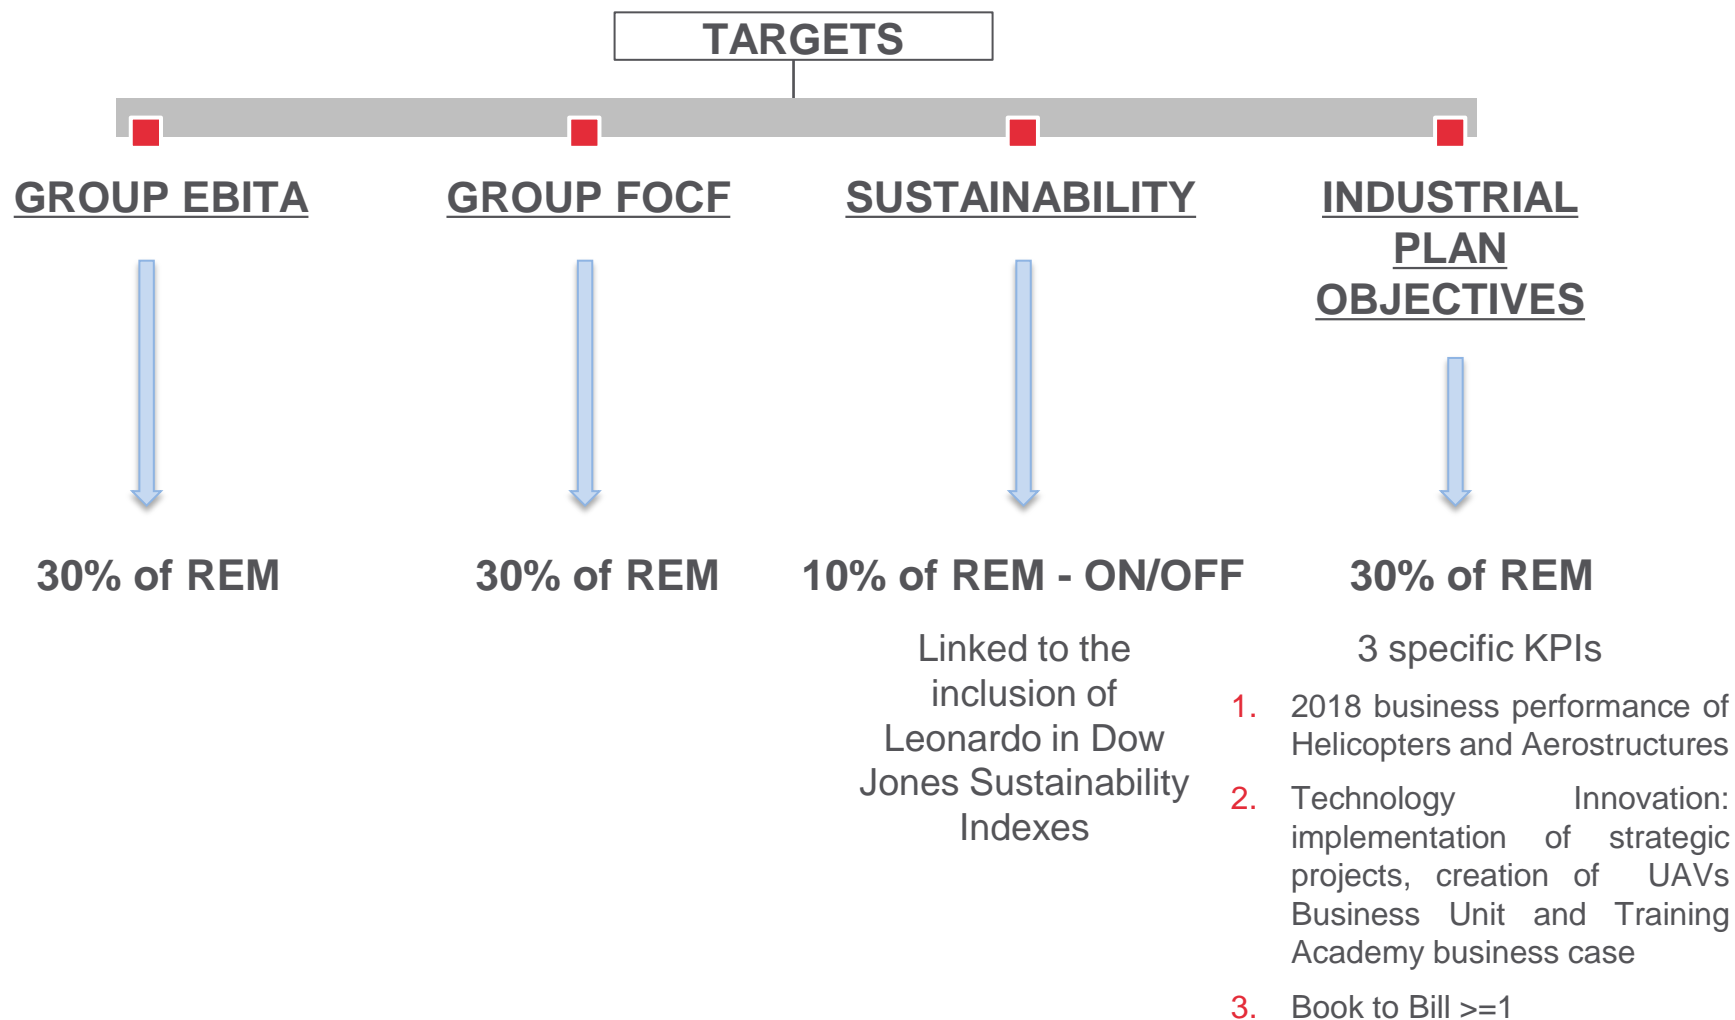 TARGETS
GROUP EBITA
30% of REM
GROUP FOCF
30% of REM
SUSTAINABILITY
10% of REM - ON/OFF
Linked to the
inclusion of
Leonardo in Dow
Jones Sustainability
Indexes
INDUSTRIAL
PLAN
OBJECTIVES
30% of REM
3 specific KPIs
1. 2018 business performance of
Helicopters and Aerostructures
2. Technology Innovation:
implementation of strategic
projects, creation of UAVs
Business Unit and Training
Academy business case
3. Book to Bill >=1